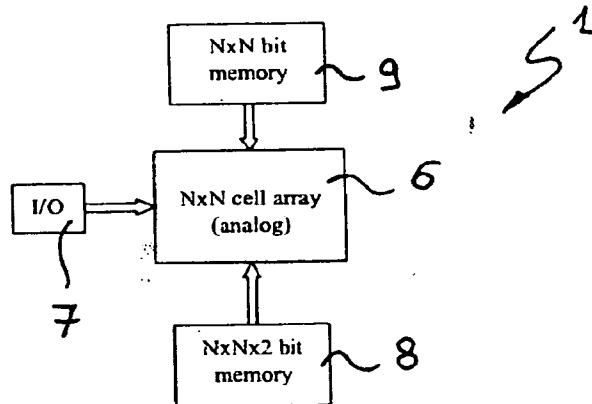 NxN bit
memory
9
1
NxN cell array
(analog)
6
I/O
7
NxNx2 bit
memory
8